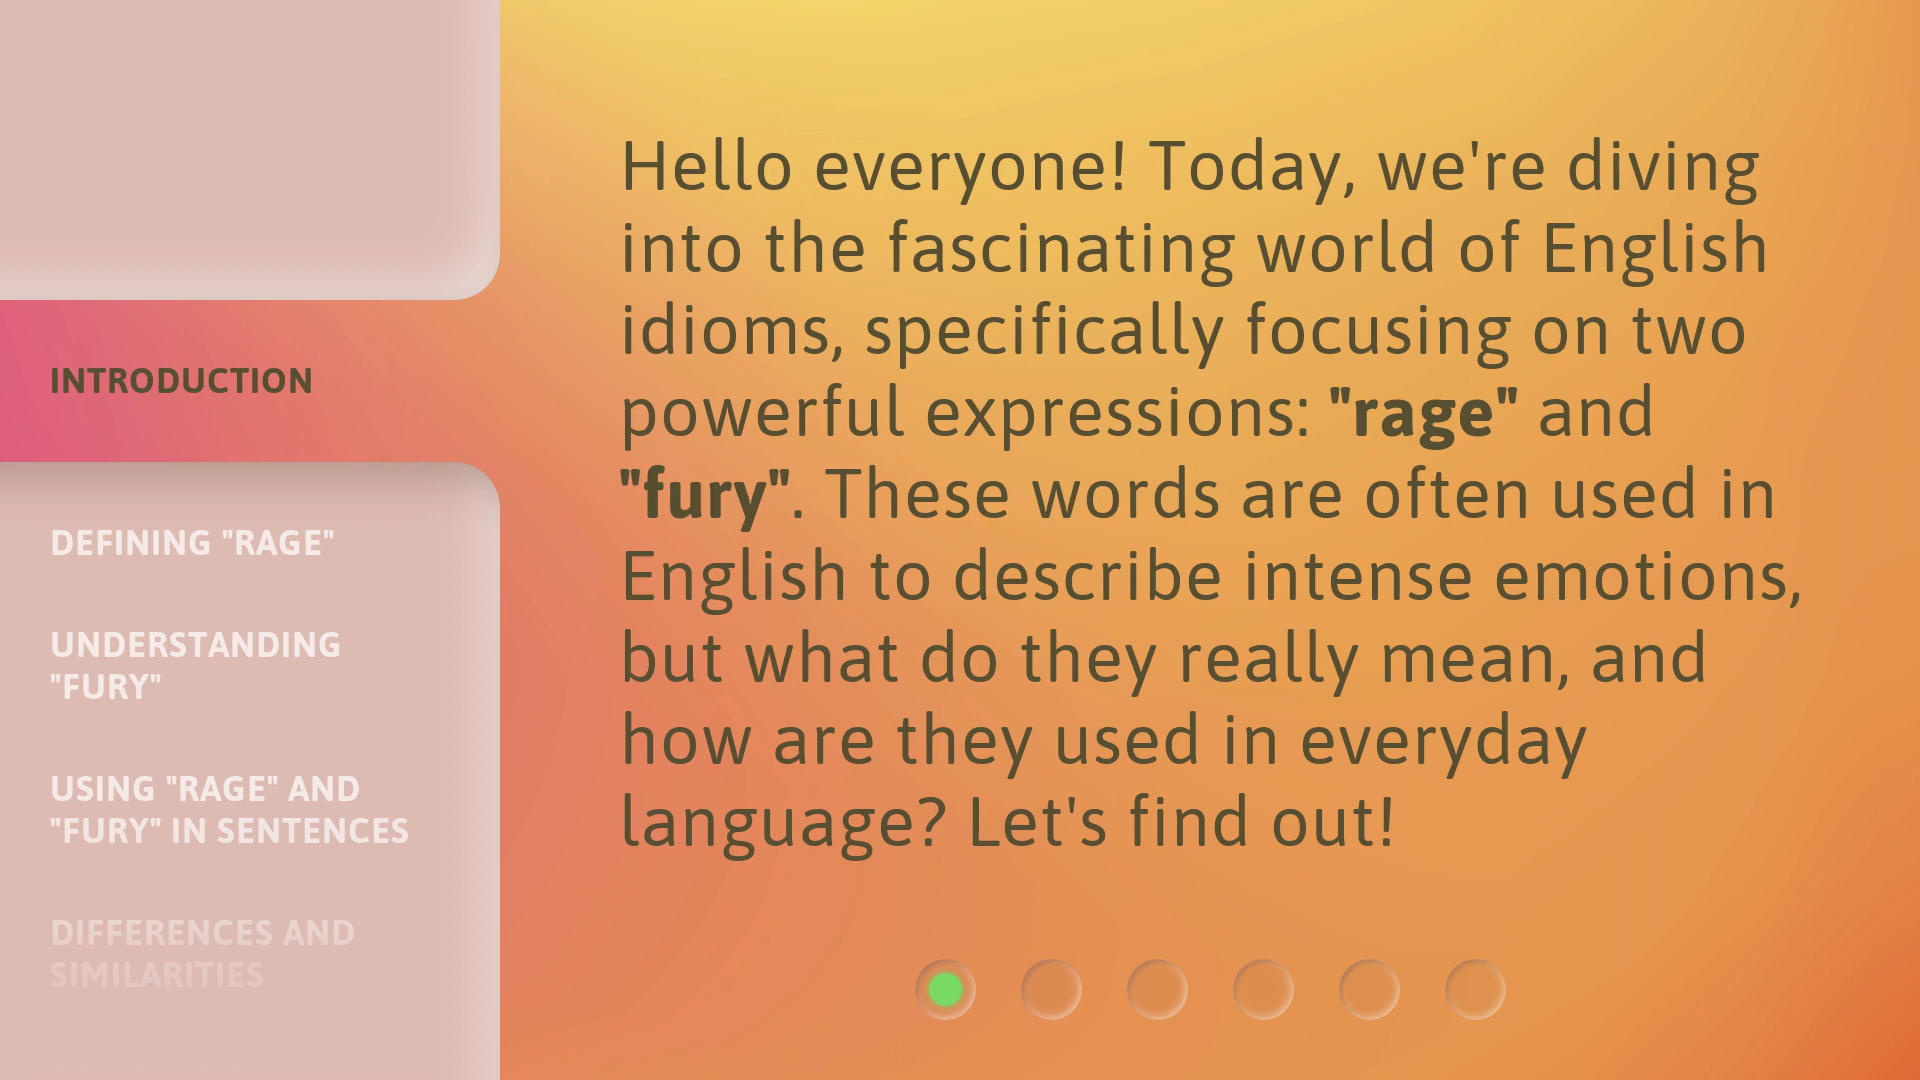 INTRODUCTION
DEFINING "RAGE"
UNDERSTANDING
"FURY"
USING "RAGE" AND
"FURY" IN SENTENCES
DIFFERENCES AND
SIMILARITIES
Hello everyone! Today, we're diving
into the fascinating world of English
idioms, specifically focusing on two
powerful expressions: "rage" and
"fury". These words are often used in
English to describe intense emotions,
but what do they really mean, and
how are they used in everyday
language? Let's find out!